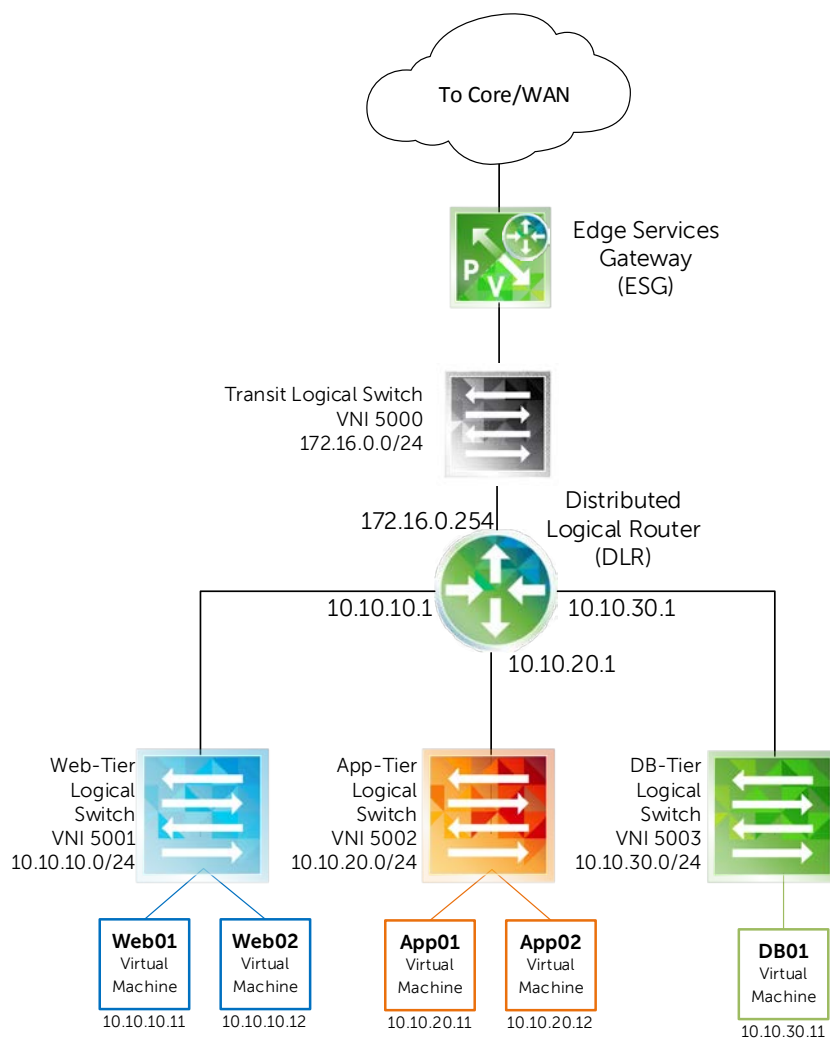 To Core/WAN
Edge Services
Gateway
(ESG)
P
V
Transit Logical Switch
VNI 5000
172.16.0.0/24
Distributed
Logical Router
(DLR)
172.16.0.254
10.10.10.1
10.10.30.1
10.10.20.1
Web-Tier
Logical
Switch
VNI 5001
10.10.10.0/24
App-Tier
Logical
Switch
VNI 5002
10.10.20.0/24
DB-Tier
Logical
Switch
VNI 5003
10.10.30.0/24
Web01
Virtual
Machine
10.10.10.11
Web02
Virtual
Machine
10.10.10.12
App01
Virtual
Machine
10.10.20.11
App02
Virtual
Machine
10.10.20.12
DB01
Virtual
Machine
10.10.30.11